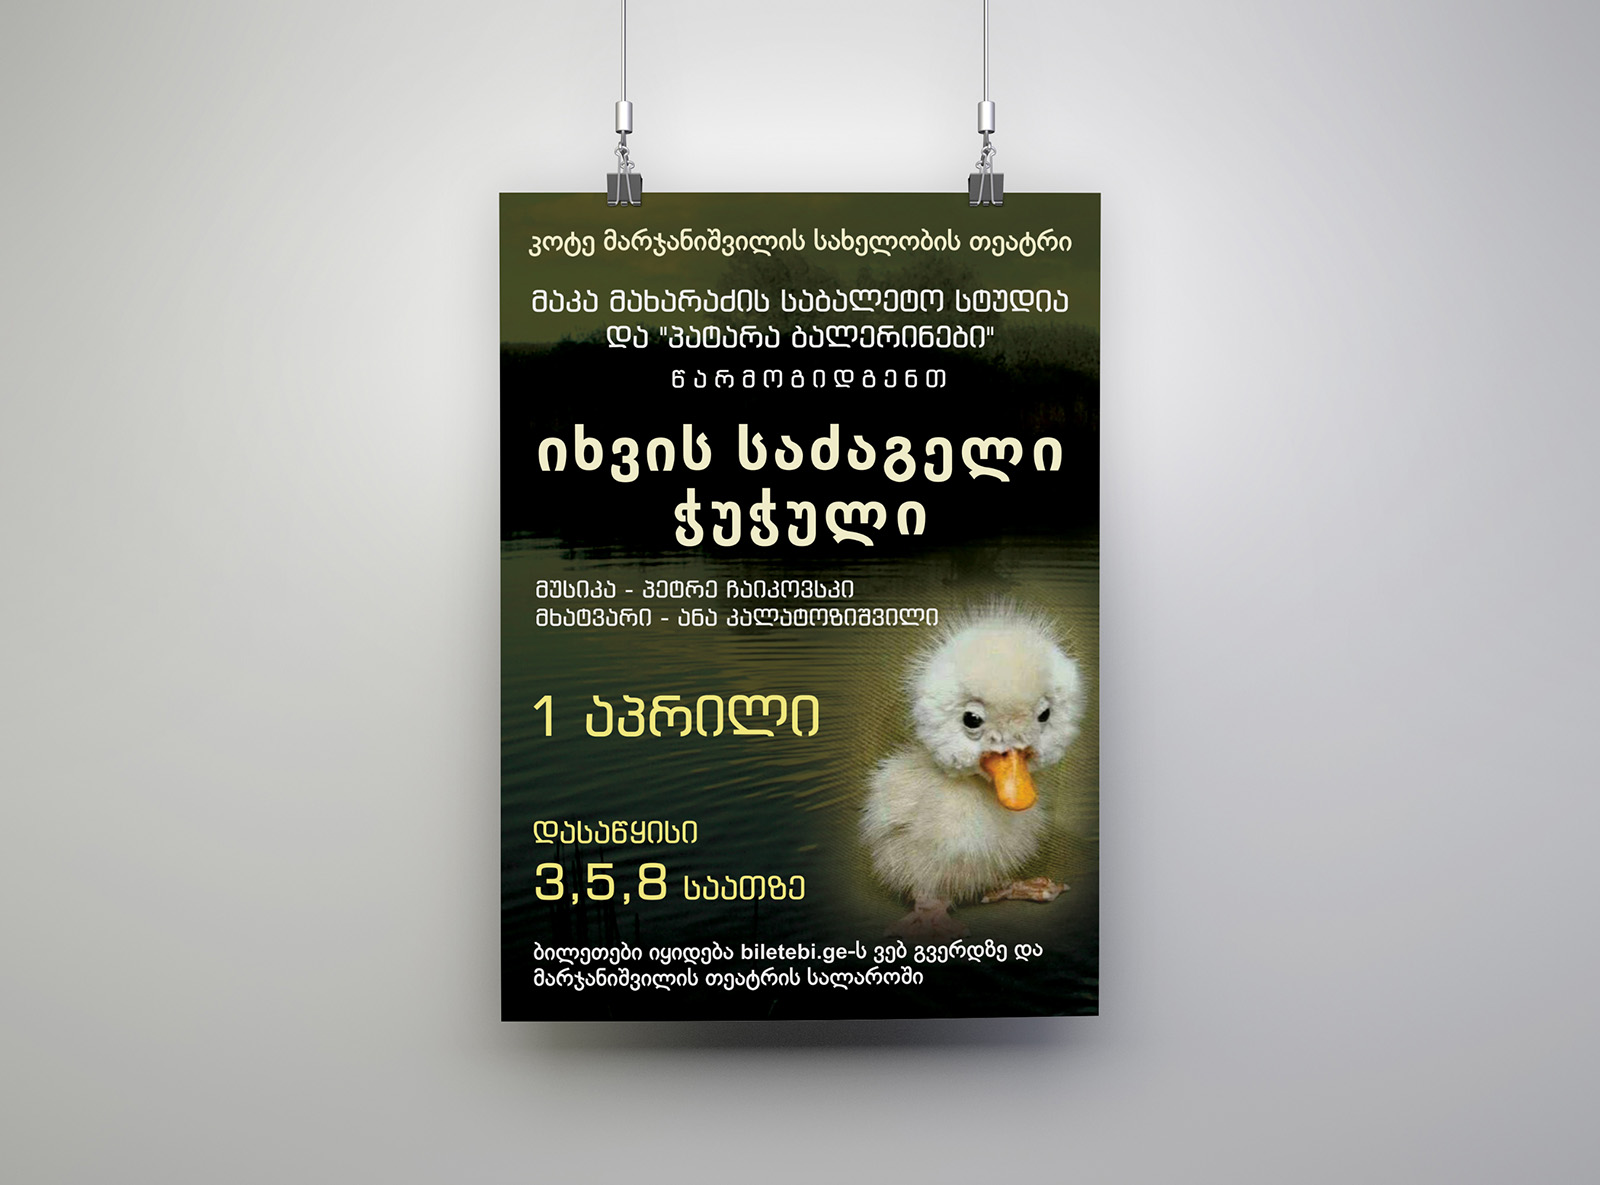 კოტე მარჯანიშვილის სახელობის თეატრი
მაკა მახარაძის საბალეტო სტუდია
და "პატარა ბალერინები"
წარმოგიდგენთ
იხვის საძაგელი
ჭუჭული
მუსიკა - პეტრე ჩაიკოვსკი
მხატვარი - ანა კალატოზიშვილი
1 აპრილი
დასაწყისი
3,5,8 საათზე
ბილეთები იყიდება biletebi.ge-ს ვებ გვერდზე და
მარჯანიშვილის თეატრის სალაროში